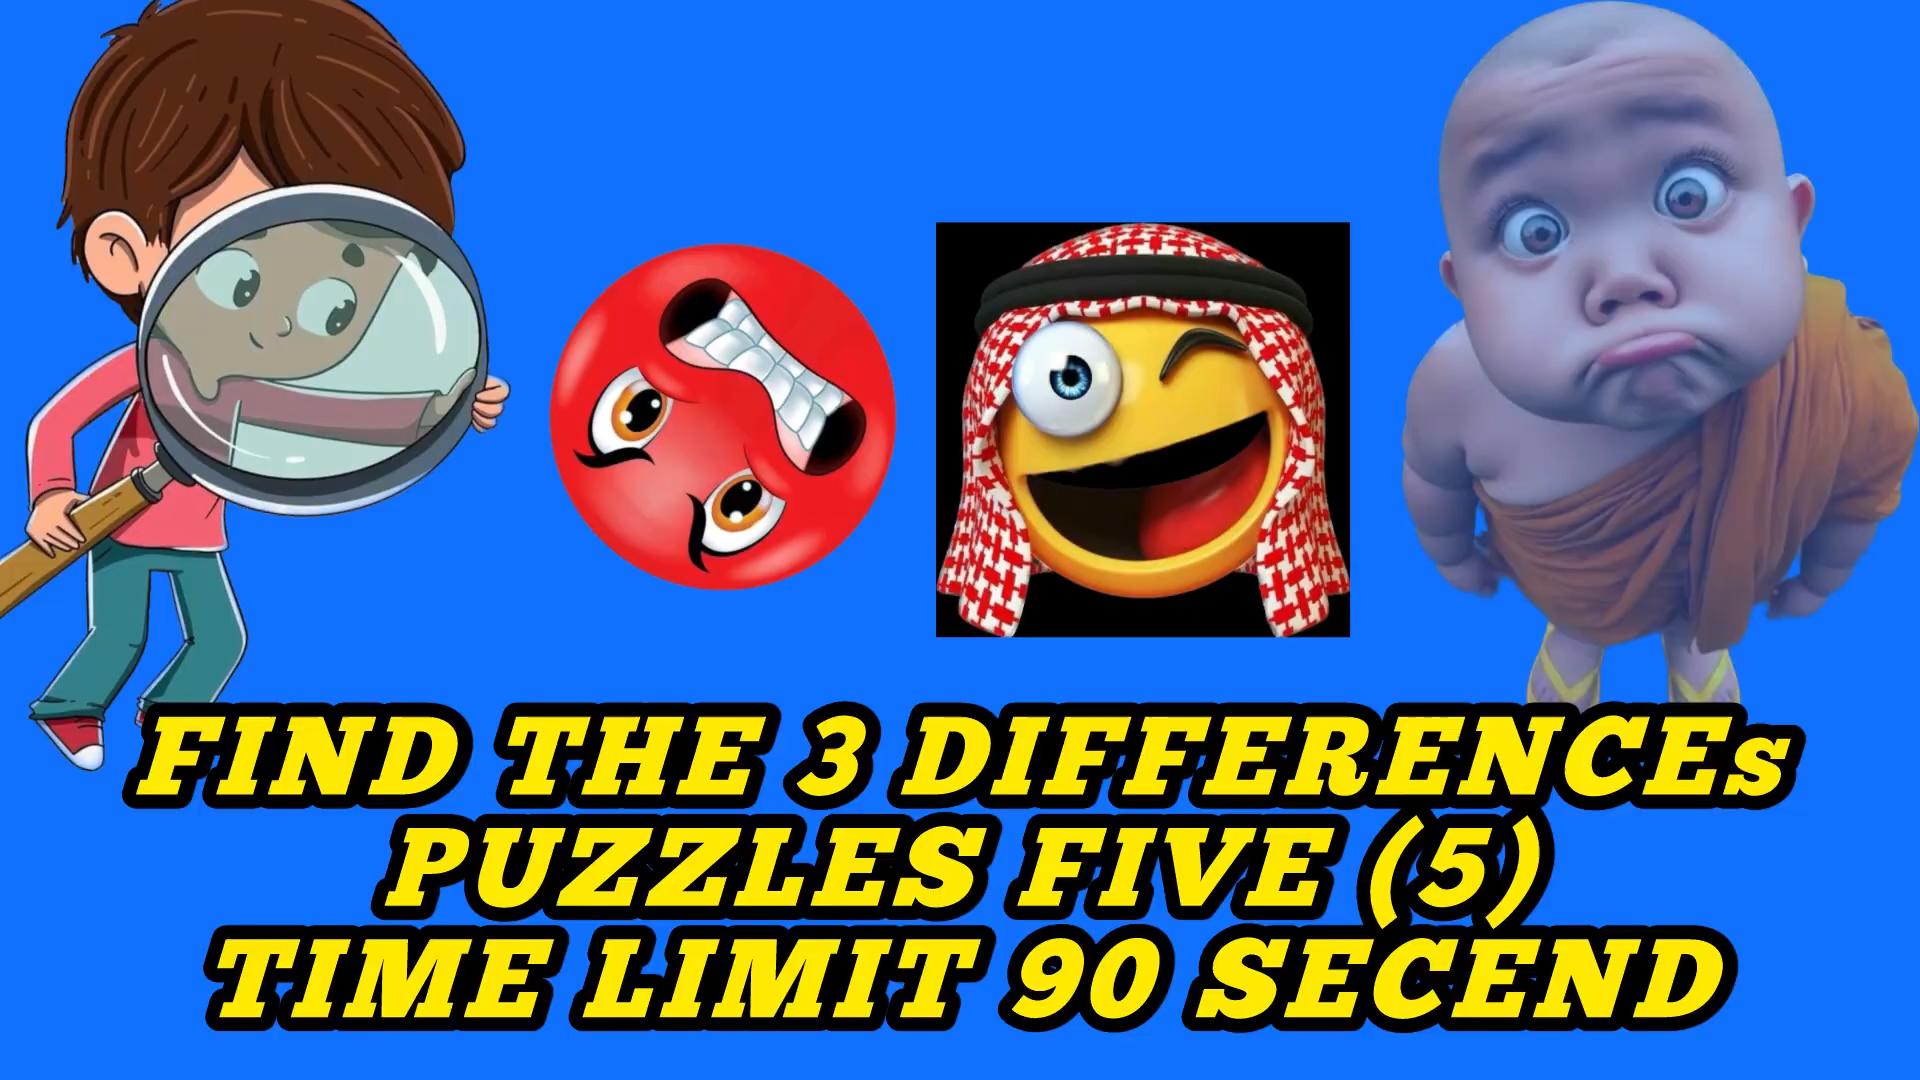 FIND THE 3 DIFFERENCEs
PUZZLES FIVE (5)
TIME LIMIT 90 SECEND